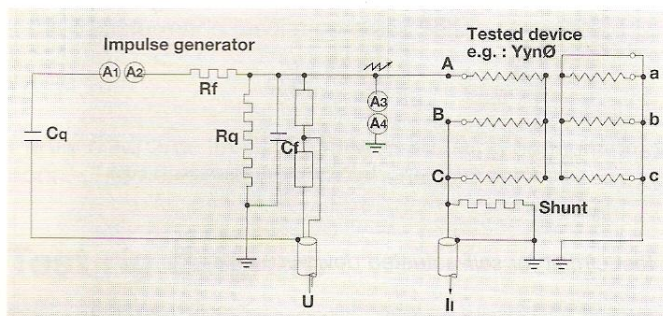 Impulse generator
Tested device
e.g. : YynØ
A1 A2
Rf
A
a
A3
A4
B
b
Cq
Rq
Cf
C
c
Shunt
U
I1